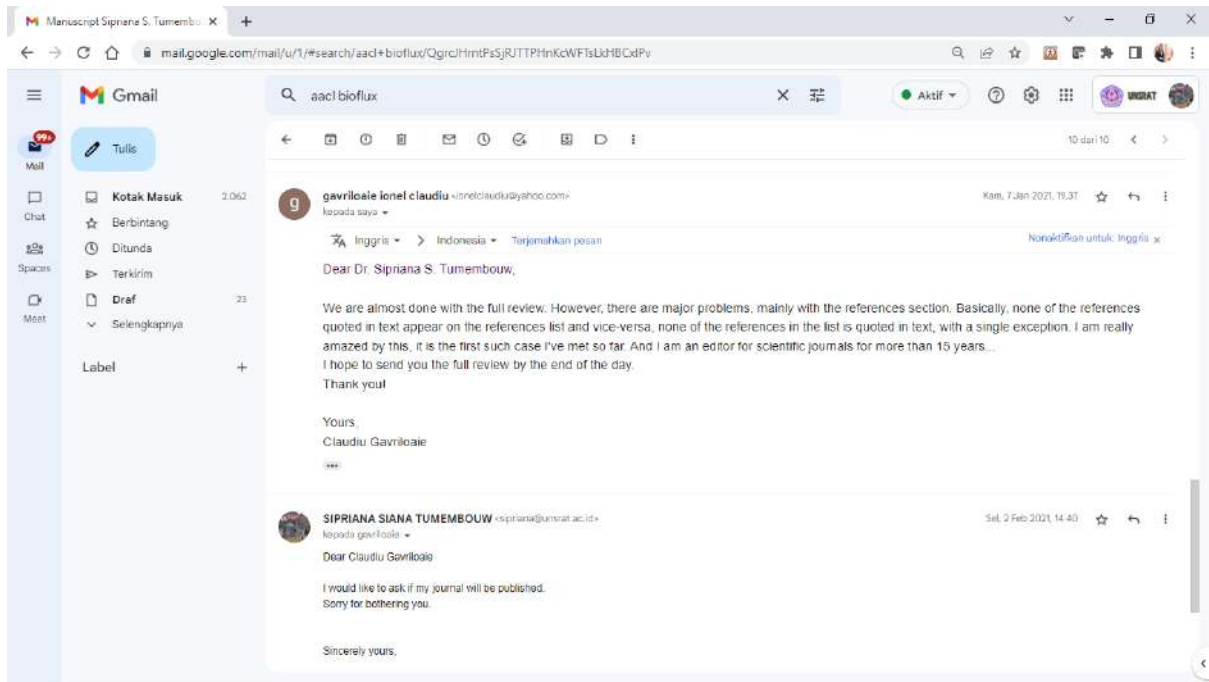 Manuscript Sipriana S. Tumembo
mail.google.com/mail/u/1/#search/aacl+bioflux/
Gmail
aacl bioflux
Aktif
UNSRAT
99+
Mail
Tulis
10 dari 10
Kotak Masuk 2.062
Chat
Berbintang
Ditunda
Spaces
Terkirim
Draf 23
Meet
Selengkapnya
Label
g
gavriloaie ionel claudiu <ionelclaudiu@yahoo.com>
Kam, 7 Jan 2021, 19.37
kepada saya
Inggris > Indonesia Terjemahkan pesan
Nonaktifkan untuk: Inggris x
Dear Dr. Sipriana S. Tumembouw,
We are almost done with the full review. However, there are major problems, mainly with the references section. Basically, none of the references
quoted in text appear on the references list and vice-versa, none of the references in the list is quoted in text, with a single exception. I am really
amazed by this, it is the first such case I've met so far. And I am an editor for scientific journals for more than 15 years...
I hope to send you the full review by the end of the day.
Thank you!
Yours,
Claudiu Gavriloaie
SIPRIANA SIANA TUMEMBOUW <sipriana@unsrat.ac.id>
Sel, 2 Feb 2021, 14.40
kepada gavriloaie
Dear Claudiu Gavriloaie
I would like to ask if my journal will be published.
Sorry for bothering you.
Sincerely yours,